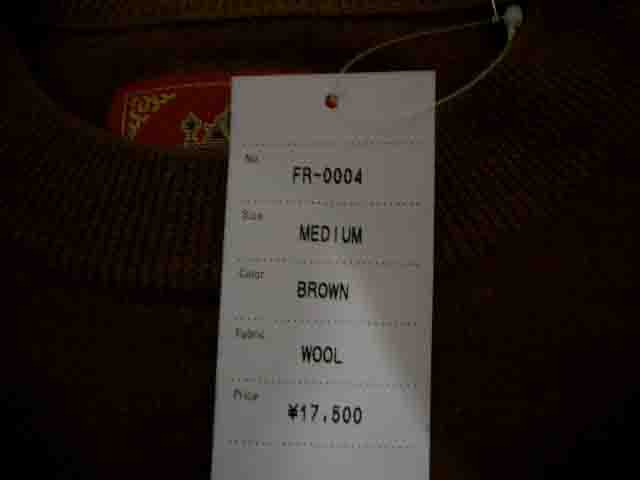 No.
FR-0004
Size
MEDIUM
Color
BROWN
Fabric
WOOL
Price
¥17,500